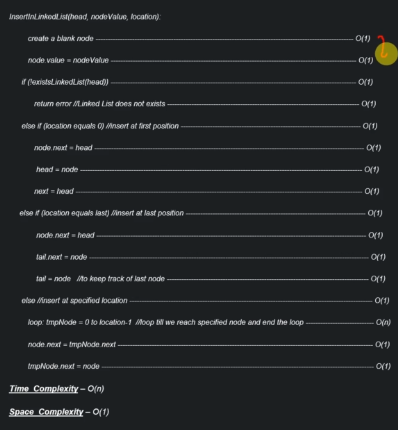 InsertInLinkedList(head, nodeValue, location):
create a blank node ------------------------------------------------ O(1)
node.value = nodeValue ------------------------------------------------ O(1)
if (!existsLinkedList(head)) ------------------------------------------------ O(1)
return error //Linked List does not exists ------------------------------------------------ O(1)
else if (location equals 0) //insert at first position ------------------------------------------------ O(1)
node.next = head ------------------------------------------------ O(1)
head = node ------------------------------------------------ O(1)
next = head ------------------------------------------------ O(1)
else if (location equals last) //insert at last position ------------------------------------------------ O(1)
node.next = head ------------------------------------------------ O(1)
tail.next = node ------------------------------------------------ O(1)
tail = node //to keep track of last node ------------------------------------------------ O(1)
else //insert at specified location ------------------------------------------------ O(1)
loop: tmpNode = 0 to location-1 //loop till we reach specified node and end the loop ------------------------ O(n)
node.next = tmpNode.next ------------------------------------------------ O(1)
tmpNode.next = node ------------------------------------------------ O(1)
Time Complexity – O(n)
Space Complexity – O(1)